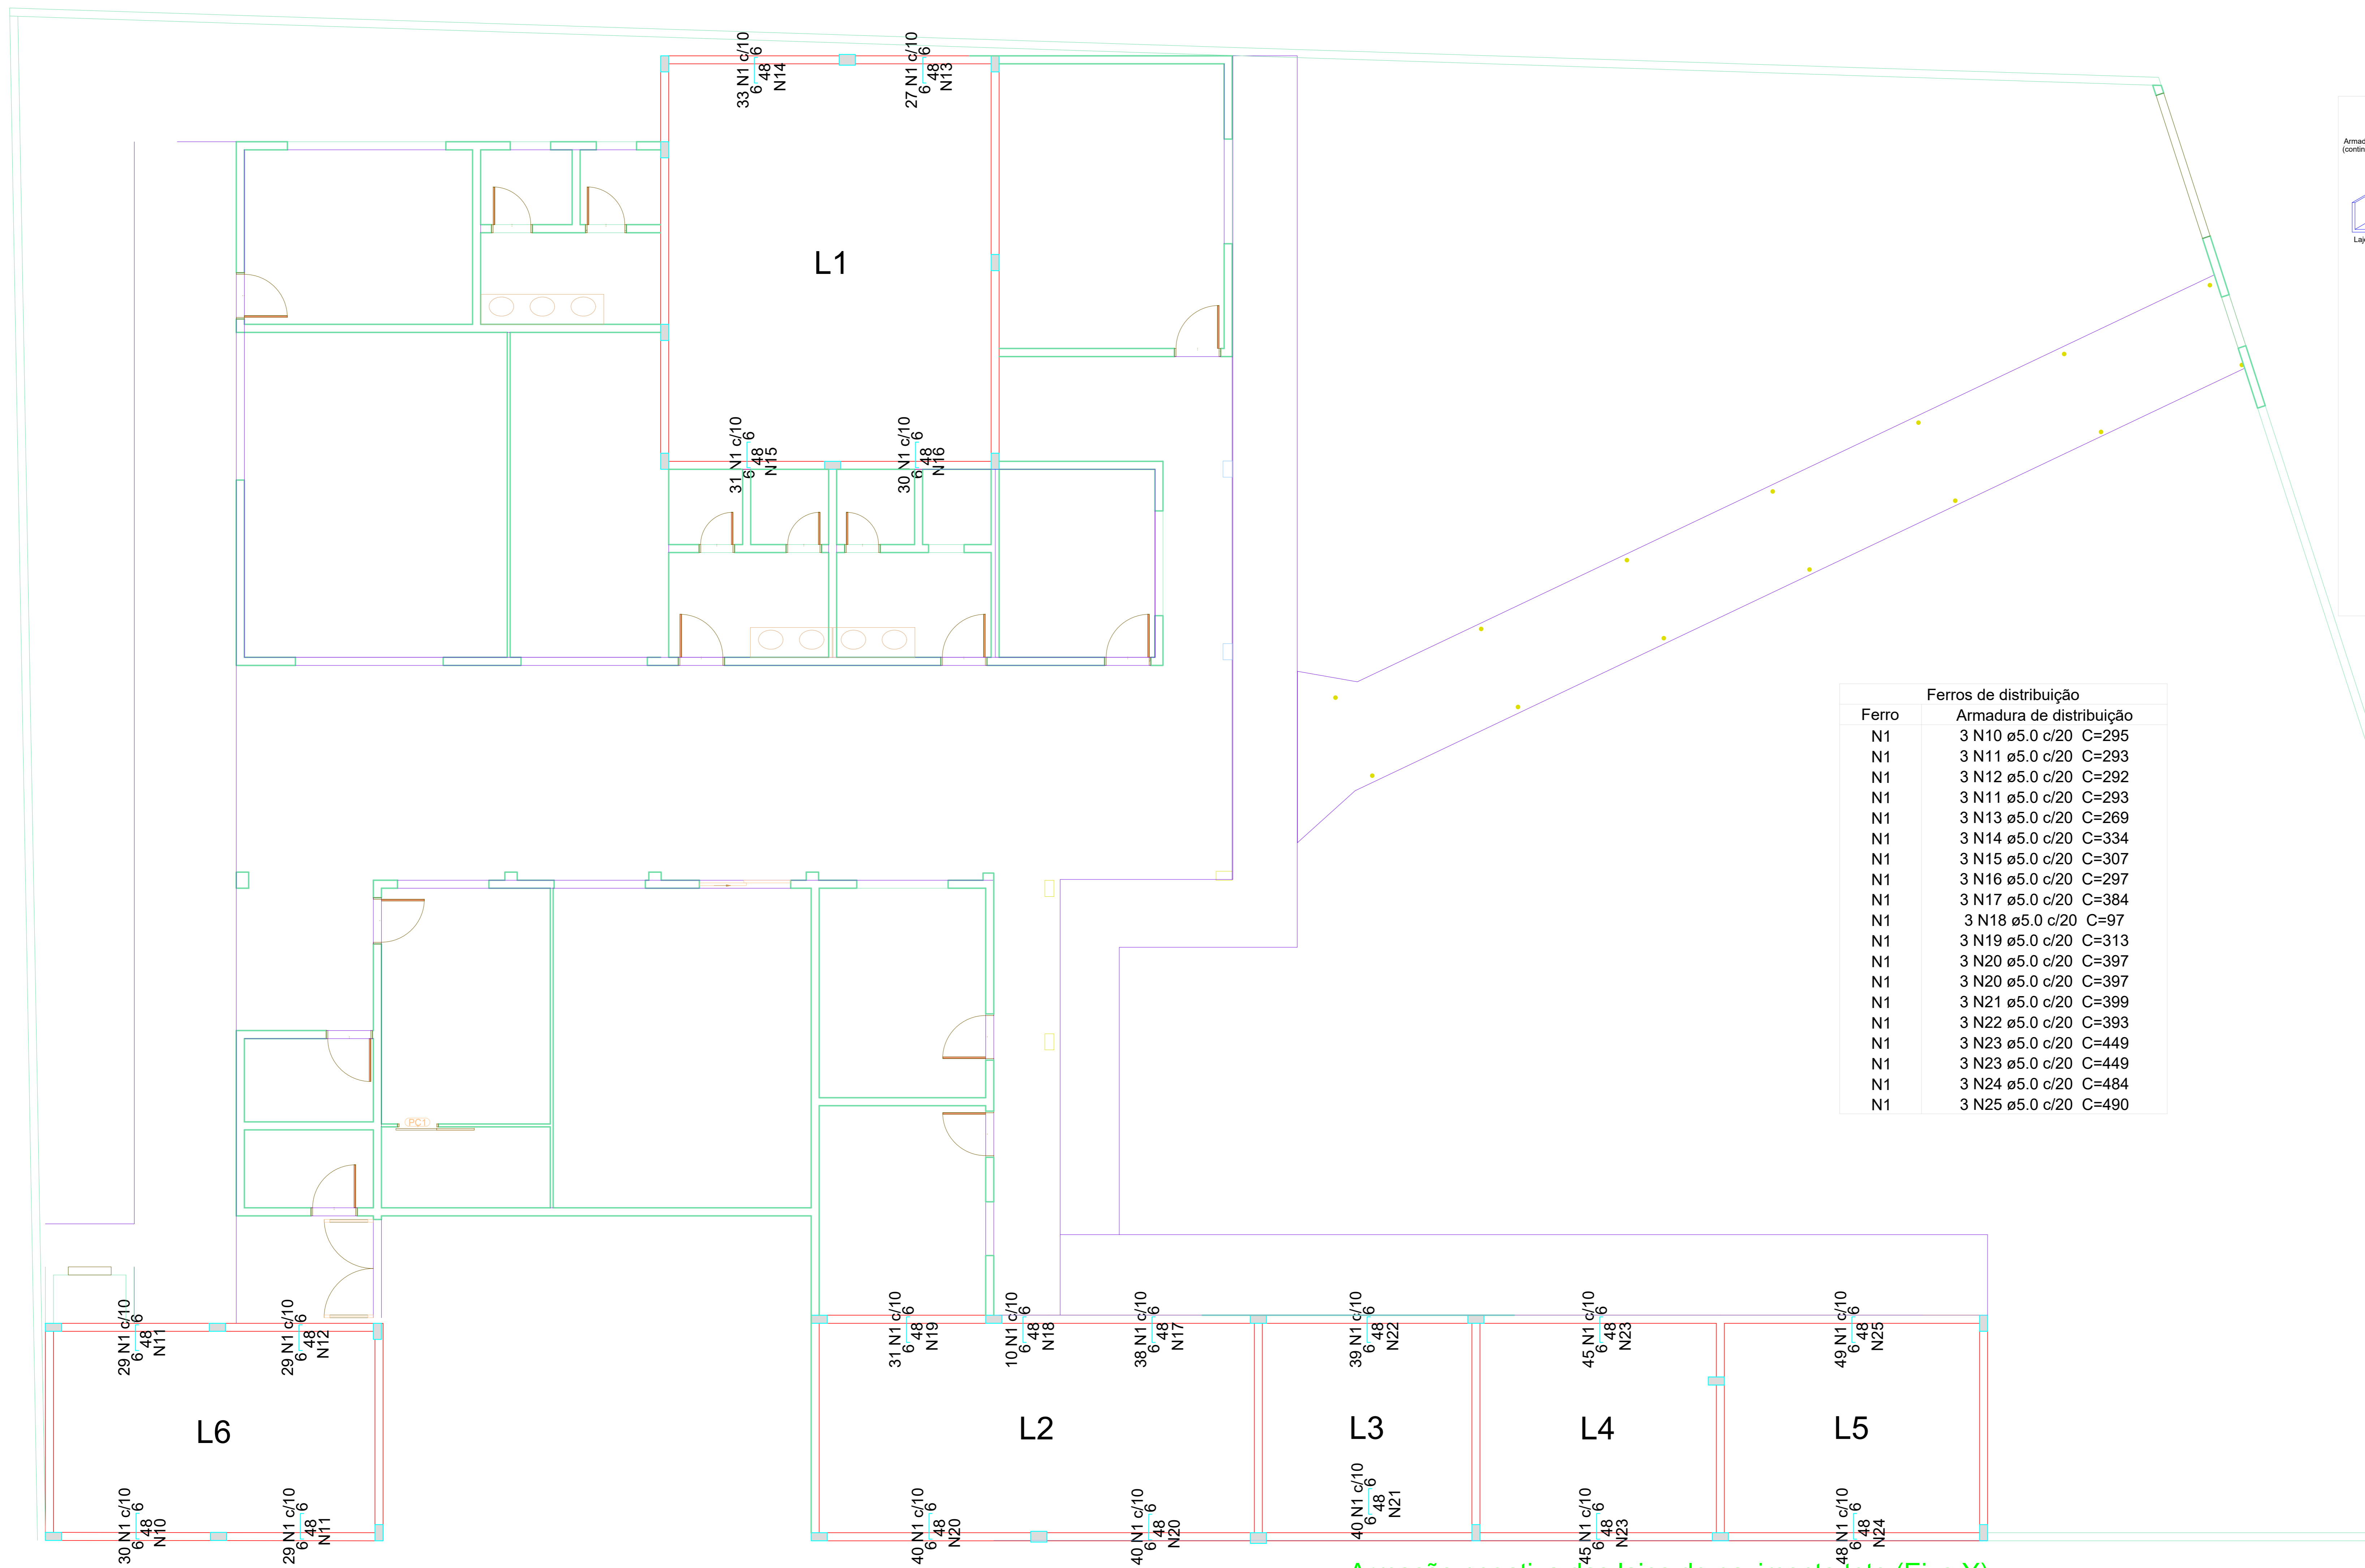 33 N1 c/10
6
48
6
N14
27 N1 c/10
6
48
6
N13
L1
31 N1 c/10
6
48
6
N15
30 N1 c/10
6
48
6
N16
Ferros de distribuição
Ferro Armadura de distribuição
N1 3 N10 ø5.0 c/20 C=295
N1 3 N11 ø5.0 c/20 C=293
N1 3 N12 ø5.0 c/20 C=292
N1 3 N11 ø5.0 c/20 C=293
N1 3 N13 ø5.0 c/20 C=269
N1 3 N14 ø5.0 c/20 C=334
N1 3 N15 ø5.0 c/20 C=307
N1 3 N16 ø5.0 c/20 C=297
N1 3 N17 ø5.0 c/20 C=384
N1 3 N18 ø5.0 c/20 C=97
N1 3 N19 ø5.0 c/20 C=313
N1 3 N20 ø5.0 c/20 C=397
N1 3 N20 ø5.0 c/20 C=397
N1 3 N21 ø5.0 c/20 C=399
N1 3 N22 ø5.0 c/20 C=393
N1 3 N23 ø5.0 c/20 C=449
N1 3 N23 ø5.0 c/20 C=449
N1 3 N24 ø5.0 c/20 C=484
N1 3 N25 ø5.0 c/20 C=490
PC1
29 N1 c/10
6
48
6
N11
29 N1 c/10
6
48
6
N12
31 N1 c/10
6
48
6
N19
10 N1 c/10
6
48
6
N18
38 N1 c/10
6
48
6
N17
39 N1 c/10
6
48
6
N22
45 N1 c/10
6
48
6
N23
49 N1 c/10
6
48
6
N25
L6
L2
L3
L4
L5
30 N1 c/10
6
48
6
N10
29 N1 c/10
6
48
6
N11
40 N1 c/10
6
48
6
N20
40 N1 c/10
6
48
6
N20
40 N1 c/10
6
48
6
N21
45 N1 c/10
6
48
6
N23
48 N1 c/10
6
48
6
N24